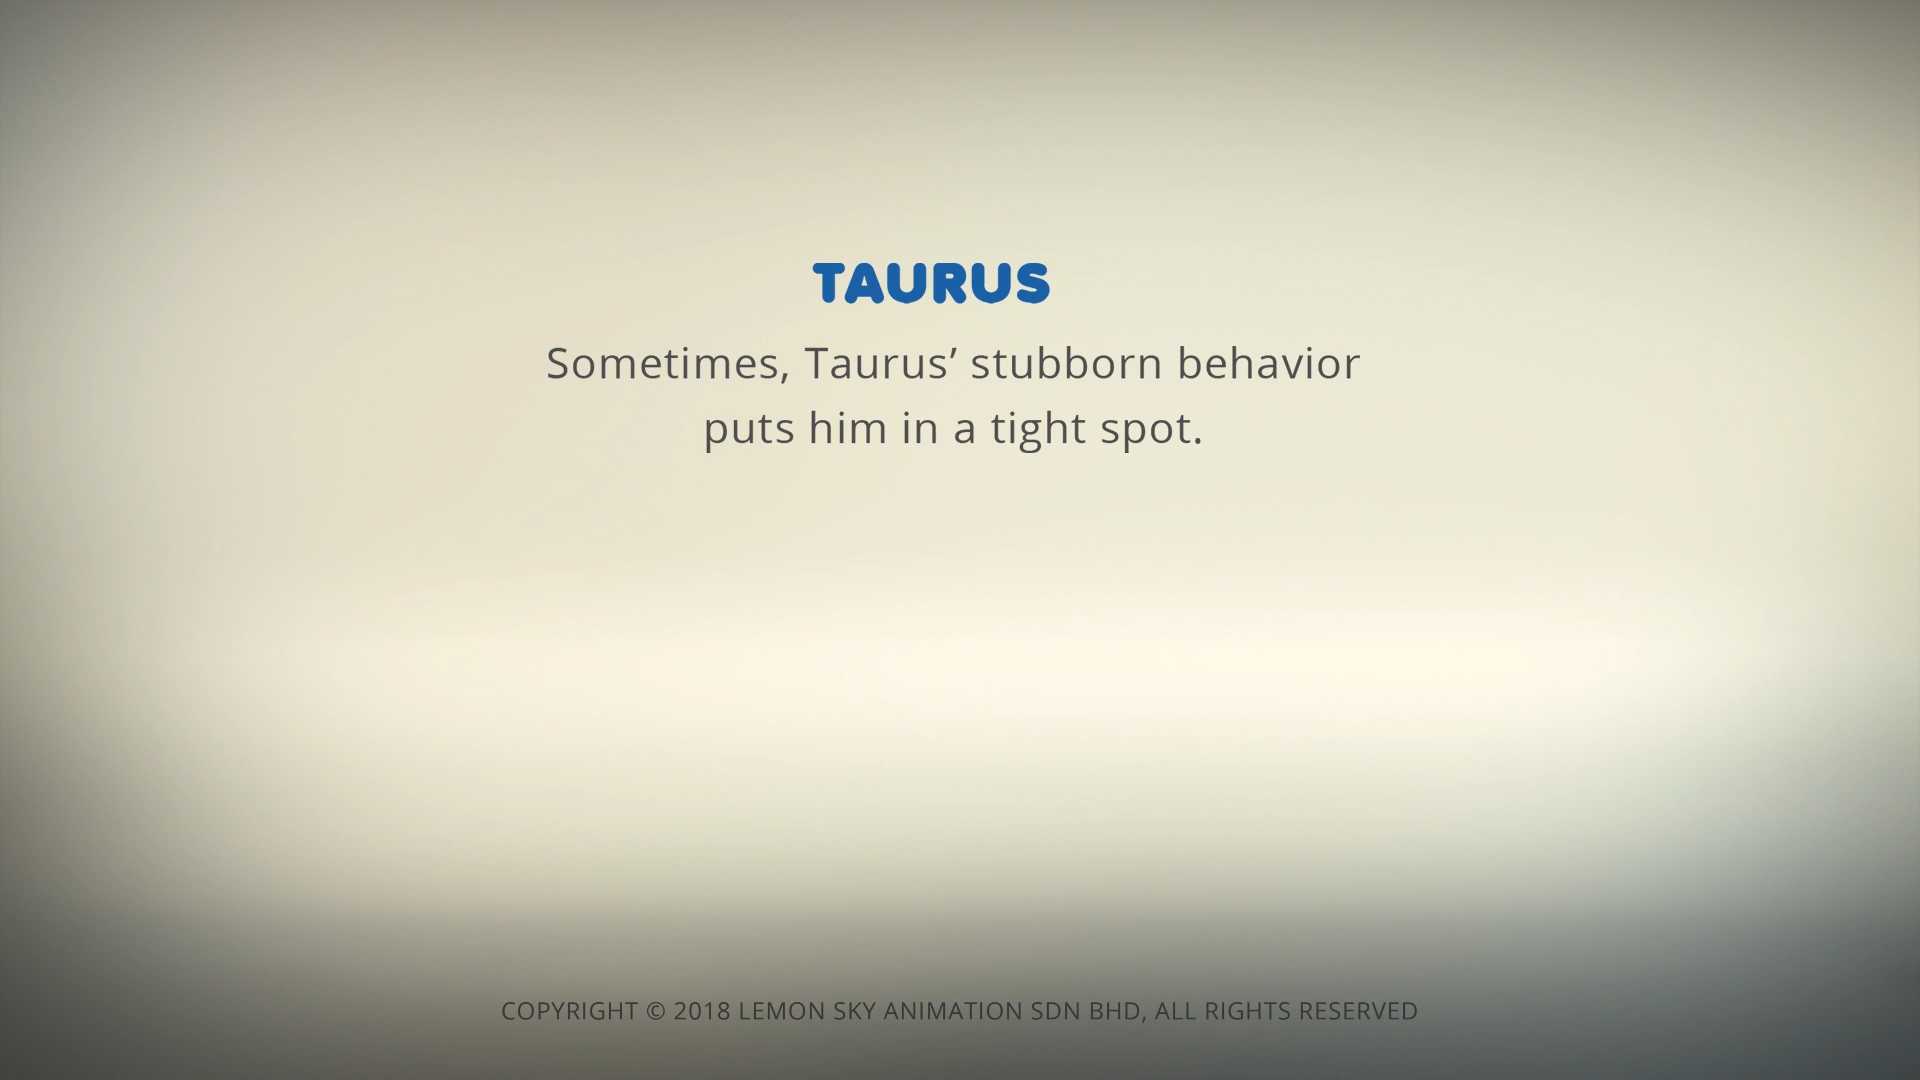 TAURUS
Sometimes, Taurus’ stubborn behavior
puts him in a tight spot.
COPYRIGHT © 2018 LEMON SKY ANIMATION SDN BHD, ALL RIGHTS RESERVED